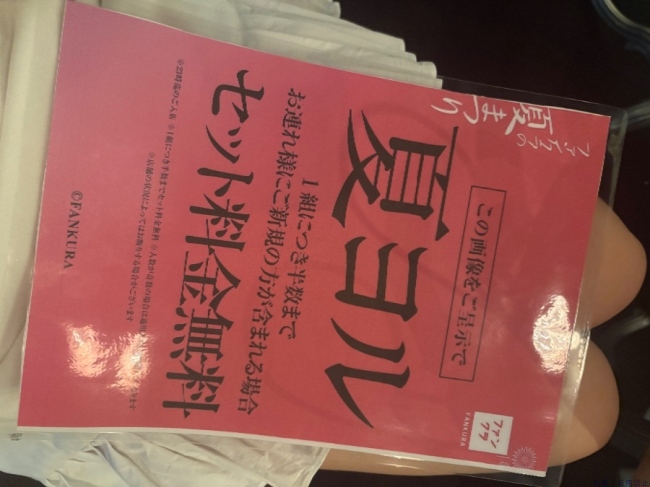 ファンクラの
夏まつり
この画像をご呈示で
夏ヨル
1組につき半数まで
お連れ様にご新規の方が含まれる場合
セット料金無料
©FANKURA
ファン
クラ
FANKURA